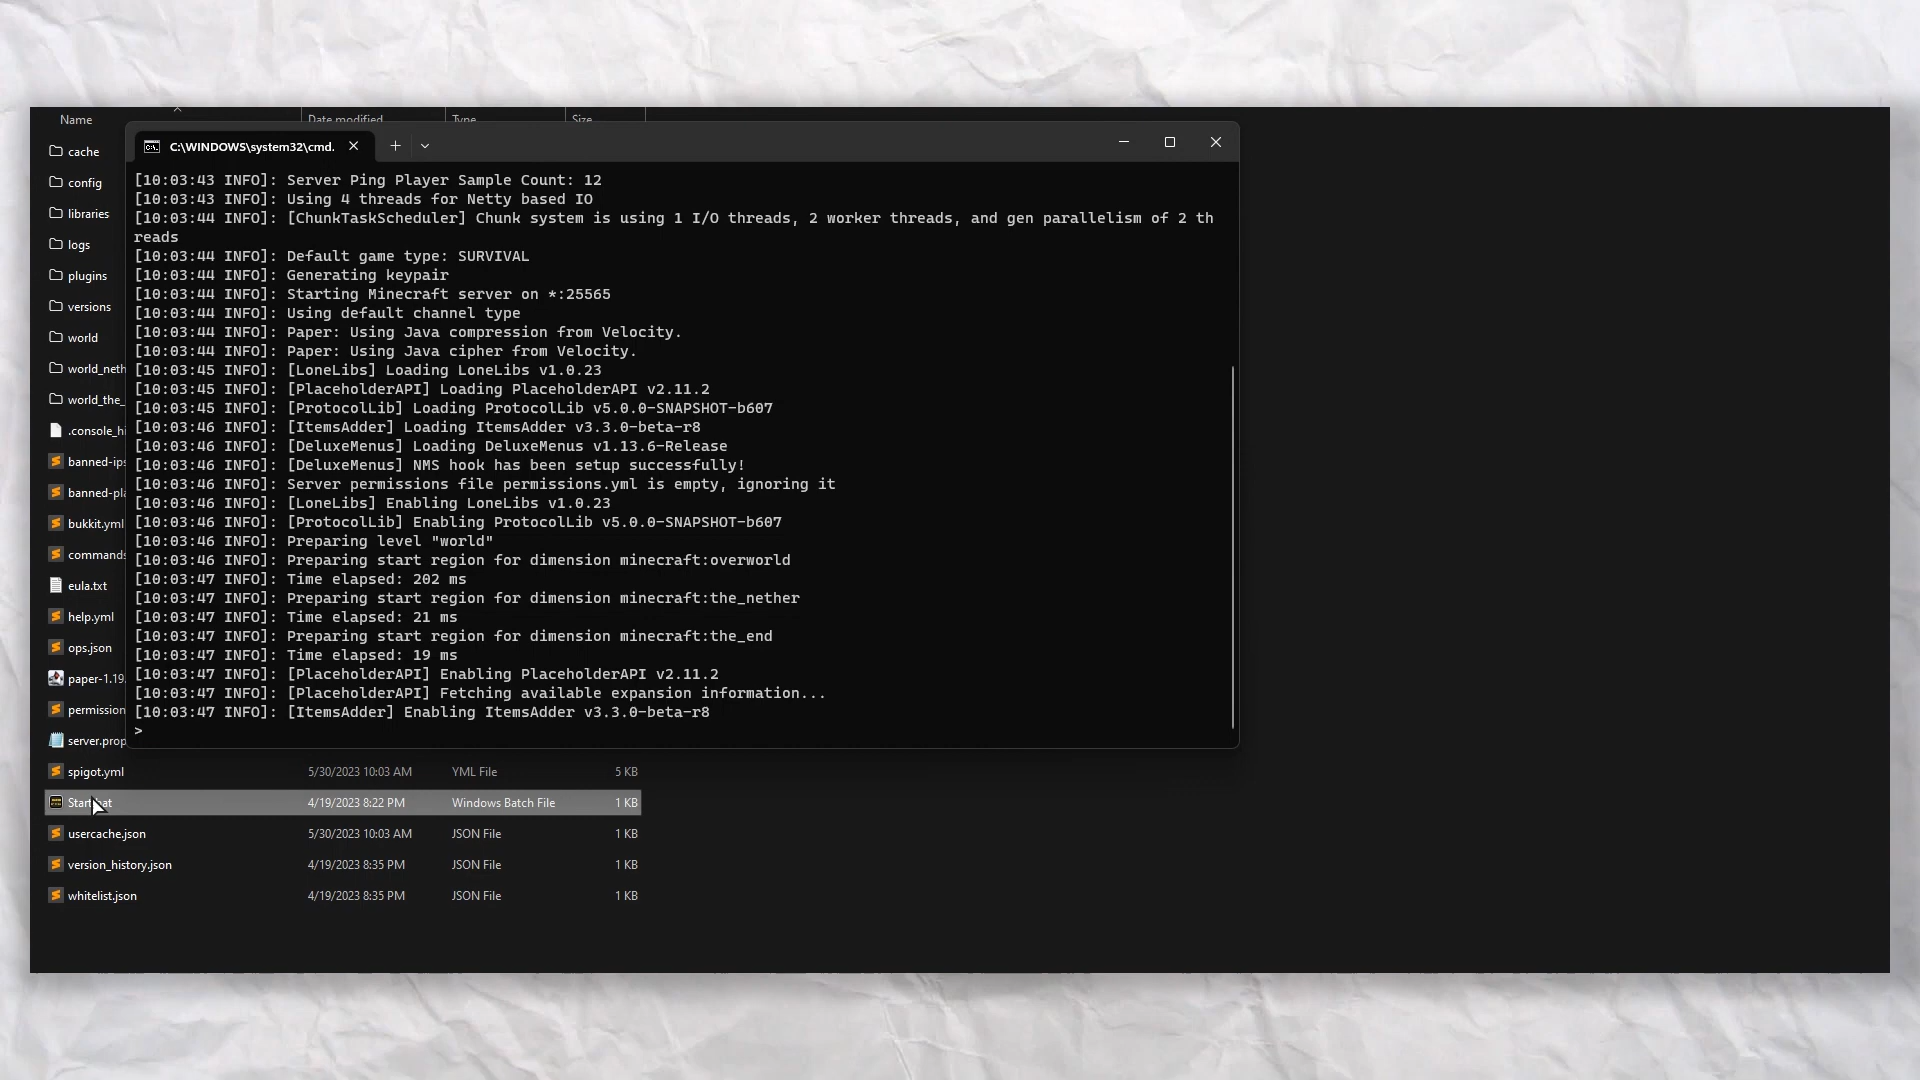 Name Date modified Type Size
C:\WINDOWS\system32\cmd.
cache
config
libraries
logs
plugins
versions
world
world_neth
world_the_
.console_hi
banned-ips
banned-pla
bukkit.yml
commands
eula.txt
help.yml
ops.json
paper-1.19.
permission
server.prop
[10:03:43 INFO]: Server Ping Player Sample Count: 12
[10:03:43 INFO]: Using 4 threads for Netty based IO
[10:03:44 INFO]: [ChunkTaskScheduler] Chunk system is using 1 I/O threads, 2 worker threads, and gen parallelism of 2 th
reads
[10:03:44 INFO]: Default game type: SURVIVAL
[10:03:44 INFO]: Generating keypair
[10:03:44 INFO]: Starting Minecraft server on *:25565
[10:03:44 INFO]: Using default channel type
[10:03:44 INFO]: Paper: Using Java compression from Velocity.
[10:03:44 INFO]: Paper: Using Java cipher from Velocity.
[10:03:45 INFO]: [LoneLibs] Loading LoneLibs v1.0.23
[10:03:45 INFO]: [PlaceholderAPI] Loading PlaceholderAPI v2.11.2
[10:03:45 INFO]: [ProtocolLib] Loading ProtocolLib v5.0.0-SNAPSHOT-b607
[10:03:46 INFO]: [ItemsAdder] Loading ItemsAdder v3.3.0-beta-r8
[10:03:46 INFO]: [DeluxeMenus] Loading DeluxeMenus v1.13.6-Release
[10:03:46 INFO]: [DeluxeMenus] NMS hook has been setup successfully!
[10:03:46 INFO]: Server permissions file permissions.yml is empty, ignoring it
[10:03:46 INFO]: [LoneLibs] Enabling LoneLibs v1.0.23
[10:03:46 INFO]: [ProtocolLib] Enabling ProtocolLib v5.0.0-SNAPSHOT-b607
[10:03:46 INFO]: Preparing level "world"
[10:03:46 INFO]: Preparing start region for dimension minecraft:overworld
[10:03:47 INFO]: Time elapsed: 202 ms
[10:03:47 INFO]: Preparing start region for dimension minecraft:the_nether
[10:03:47 INFO]: Time elapsed: 21 ms
[10:03:47 INFO]: Preparing start region for dimension minecraft:the_end
[10:03:47 INFO]: Time elapsed: 19 ms
[10:03:47 INFO]: [PlaceholderAPI] Enabling PlaceholderAPI v2.11.2
[10:03:47 INFO]: [PlaceholderAPI] Fetching available expansion information...
[10:03:47 INFO]: [ItemsAdder] Enabling ItemsAdder v3.3.0-beta-r8
>
spigot.yml 5/30/2023 10:03 AM YML File 5 KB
Start.bat 4/19/2023 8:22 PM Windows Batch File 1 KB
usercache.json 5/30/2023 10:03 AM JSON File 1 KB
version_history.json 4/19/2023 8:35 PM JSON File 1 KB
whitelist.json 4/19/2023 8:35 PM JSON File 1 KB